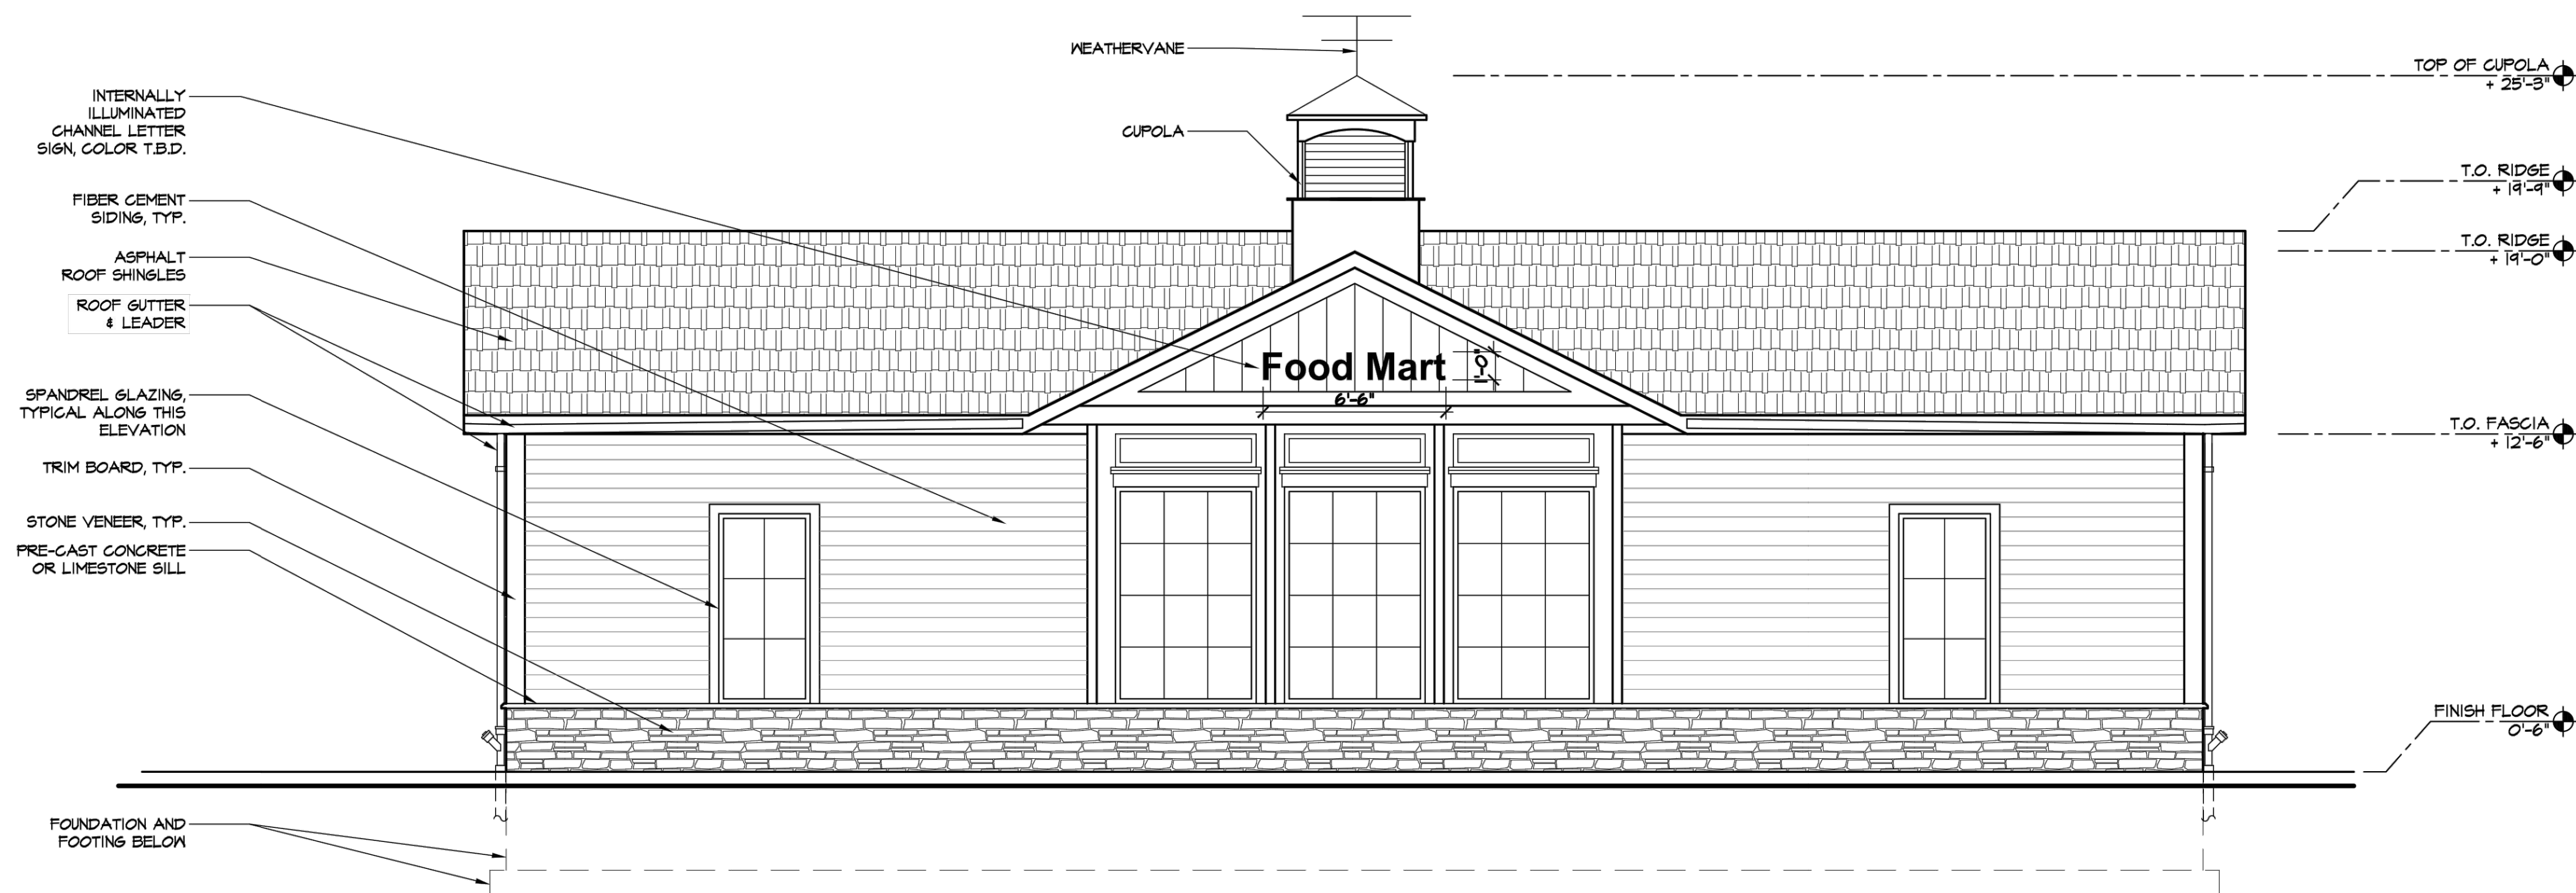 WEATHERVANE
TOP OF CUPOLA
+ 25'-3"
INTERNALLY
ILLUMINATED
CHANNEL LETTER
SIGN, COLOR T.B.D.
CUPOLA
T.O. RIDGE
+ 19'-9"
FIBER CEMENT
SIDING, TYP.
T.O. RIDGE
+ 19'-0"
ASPHALT
ROOF SHINGLES
ROOF GUTTER
& LEADER
Food Mart
1'-0"
6'-6"
SPANDREL GLAZING,
TYPICAL ALONG THIS
ELEVATION
T.O. FASCIA
+ 12'-6"
TRIM BOARD, TYP.
STONE VENEER, TYP.
PRE-CAST CONCRETE
OR LIMESTONE SILL
FINISH FLOOR
0'-6"
FOUNDATION AND
FOOTING BELOW